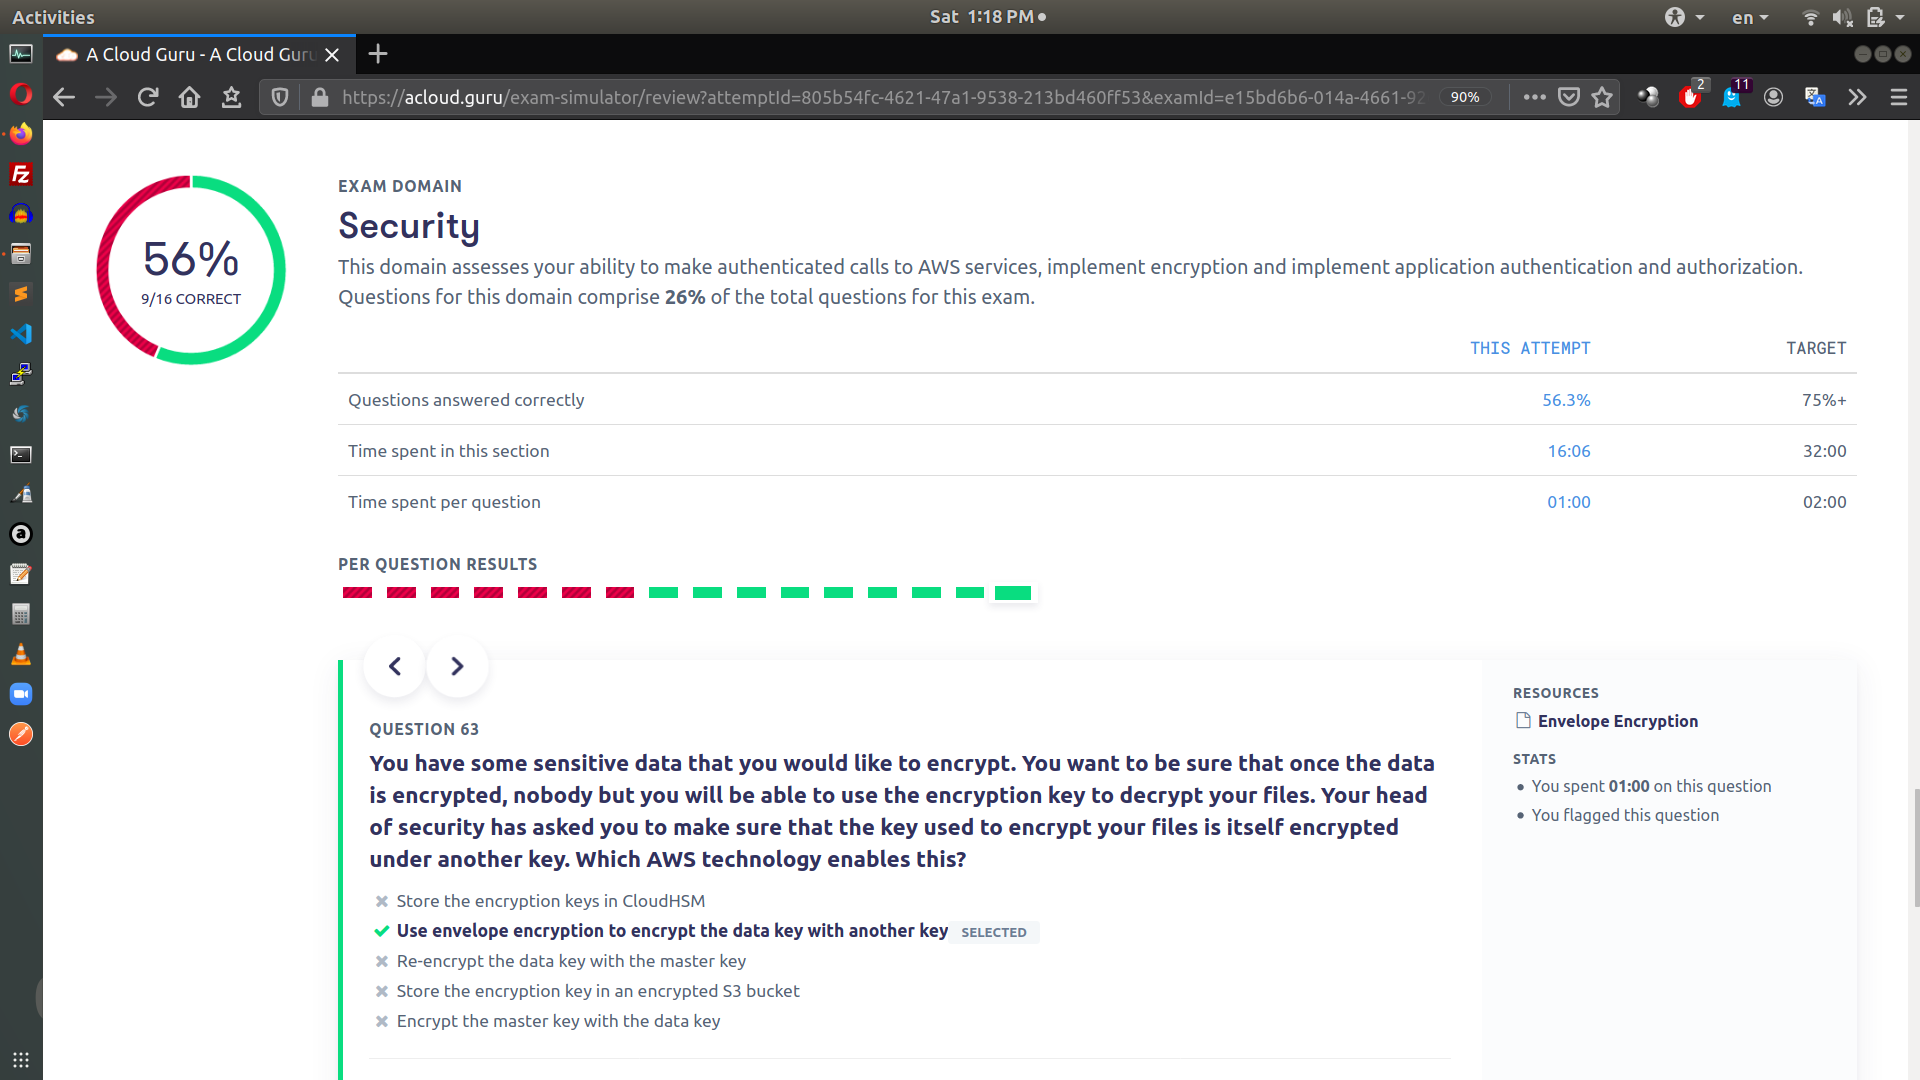 Activities
Sat 1:18 PM
en
A Cloud Guru - A Cloud Guru
https://acloud.guru/exam-simulator/review?attemptId=805b54fc-4621-47a1-9538-213bd460ff53&examId=e15bd6b6-014a-4661-92
90%
2
11
56%
9/16 CORRECT
EXAM DOMAIN
Security
This domain assesses your ability to make authenticated calls to AWS services, implement encryption and implement application authentication and authorization.
Questions for this domain comprise 26% of the total questions for this exam.
THIS ATTEMPT TARGET
Questions answered correctly 56.3% 75%+
Time spent in this section 16:06 32:00
Time spent per question 01:00 02:00
PER QUESTION RESULTS
QUESTION 63
You have some sensitive data that you would like to encrypt. You want to be sure that once the data
is encrypted, nobody but you will be able to use the encryption key to decrypt your files. Your head
of security has asked you to make sure that the key used to encrypt your files is itself encrypted
under another key. Which AWS technology enables this?
Store the encryption keys in CloudHSM
Use envelope encryption to encrypt the data key with another key SELECTED
Re-encrypt the data key with the master key
Store the encryption key in an encrypted S3 bucket
Encrypt the master key with the data key
RESOURCES
Envelope Encryption
STATS
• You spent 01:00 on this question
• You flagged this question